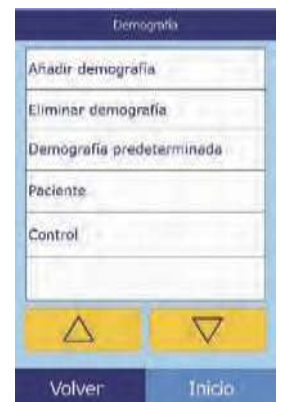 Demografía
Añadir demografía
Eliminar demografía
Demografía predeterminada
Paciente
Control
Volver
Inicio